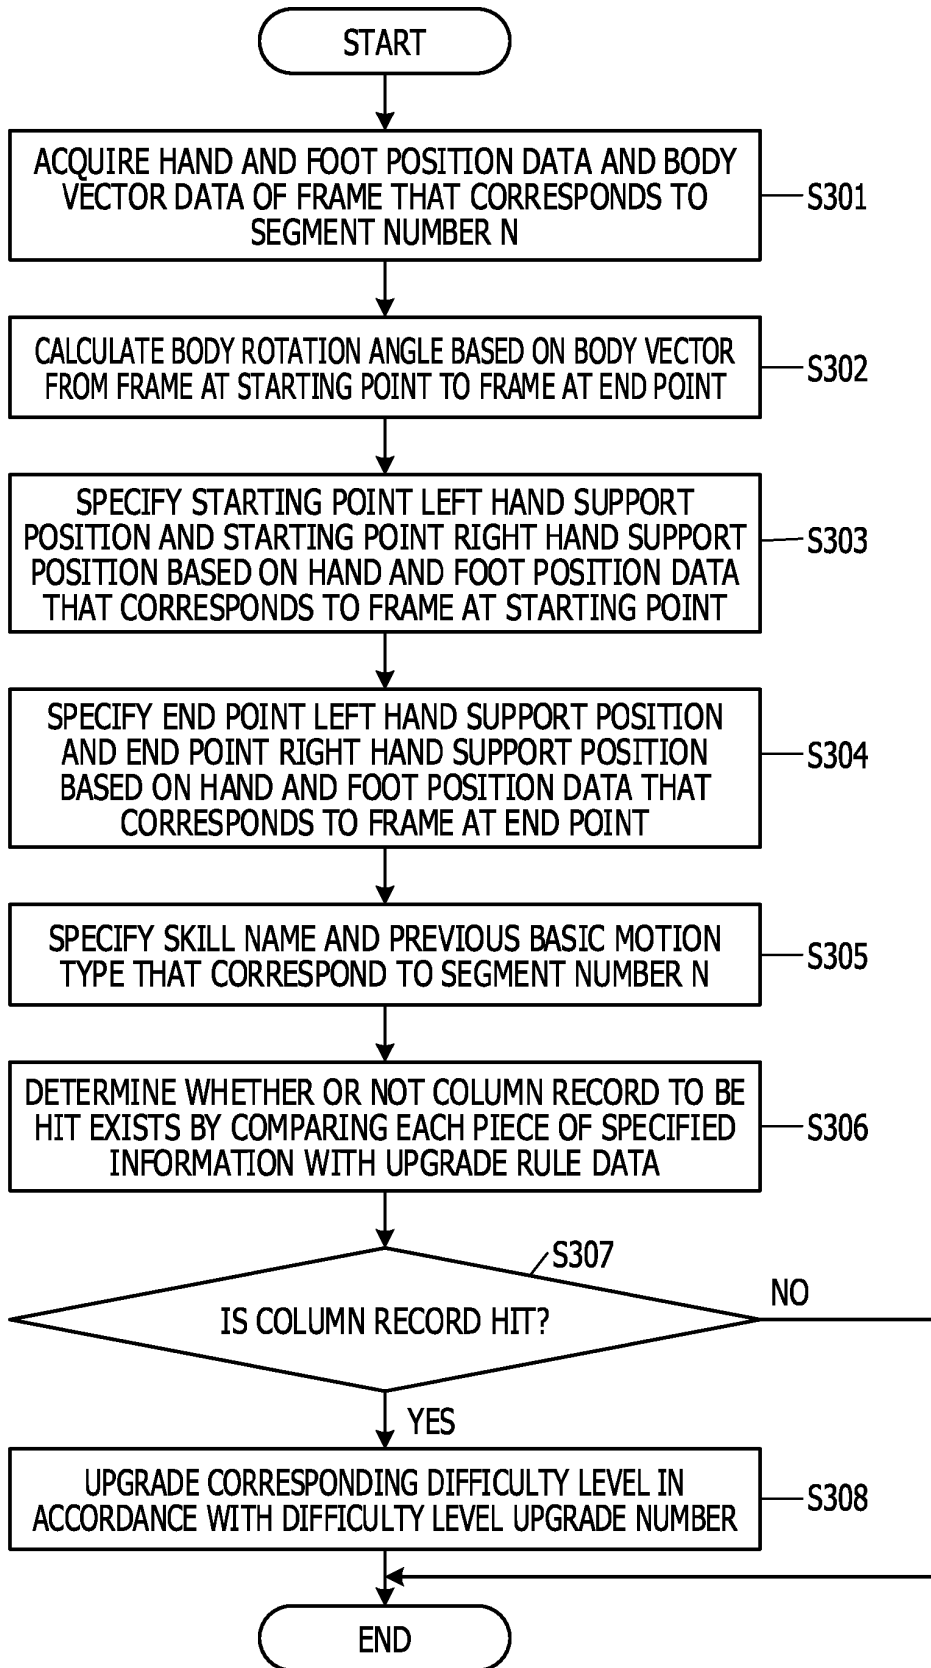 START
ACQUIRE HAND AND FOOT POSITION DATA AND BODY
VECTOR DATA OF FRAME THAT CORRESPONDS TO
SEGMENT NUMBER N
S301
CALCULATE BODY ROTATION ANGLE BASED ON BODY VECTOR
FROM FRAME AT STARTING POINT TO FRAME AT END POINT
S302
SPECIFY STARTING POINT LEFT HAND SUPPORT
POSITION AND STARTING POINT RIGHT HAND SUPPORT
POSITION BASED ON HAND AND FOOT POSITION DATA
THAT CORRESPONDS TO FRAME AT STARTING POINT
S303
SPECIFY END POINT LEFT HAND SUPPORT POSITION
AND END POINT RIGHT HAND SUPPORT POSITION
BASED ON HAND AND FOOT POSITION DATA THAT
CORRESPONDS TO FRAME AT END POINT
S304
SPECIFY SKILL NAME AND PREVIOUS BASIC MOTION
TYPE THAT CORRESPOND TO SEGMENT NUMBER N
S305
DETERMINE WHETHER OR NOT COLUMN RECORD TO BE
HIT EXISTS BY COMPARING EACH PIECE OF SPECIFIED
INFORMATION WITH UPGRADE RULE DATA
S306
S307
IS COLUMN RECORD HIT?
NO
YES
UPGRADE CORRESPONDING DIFFICULTY LEVEL IN
ACCORDANCE WITH DIFFICULTY LEVEL UPGRADE NUMBER
S308
END